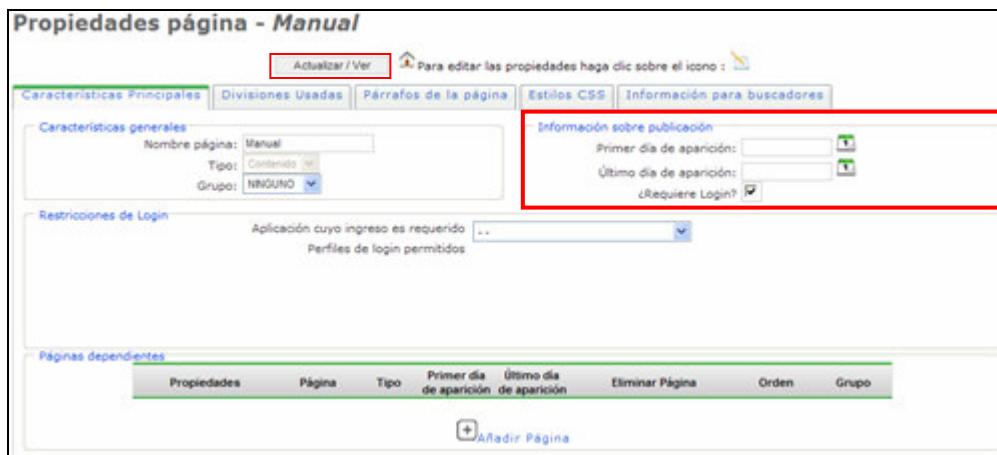 Propiedades página - Manual
Actualizar / Ver Para editar las propiedades haga clic sobre el icono :
Características Principales Divisiones Usadas Párrafos de la página Estilos CSS Información para buscadores
Características generales
Nombre página: Manual
Tipo: Contenido
Grupo: NINGUNO
Información sobre publicación
Primer día de aparición:
Último día de aparición:
¿Requiere Login?
Restricciones de Login
Aplicación cuyo ingreso es requerido - -
Perfiles de login permitidos
Páginas dependientes
Propiedades Página Tipo Primer día de aparición Último día de aparición Eliminar Página Orden Grupo
Añadir Página